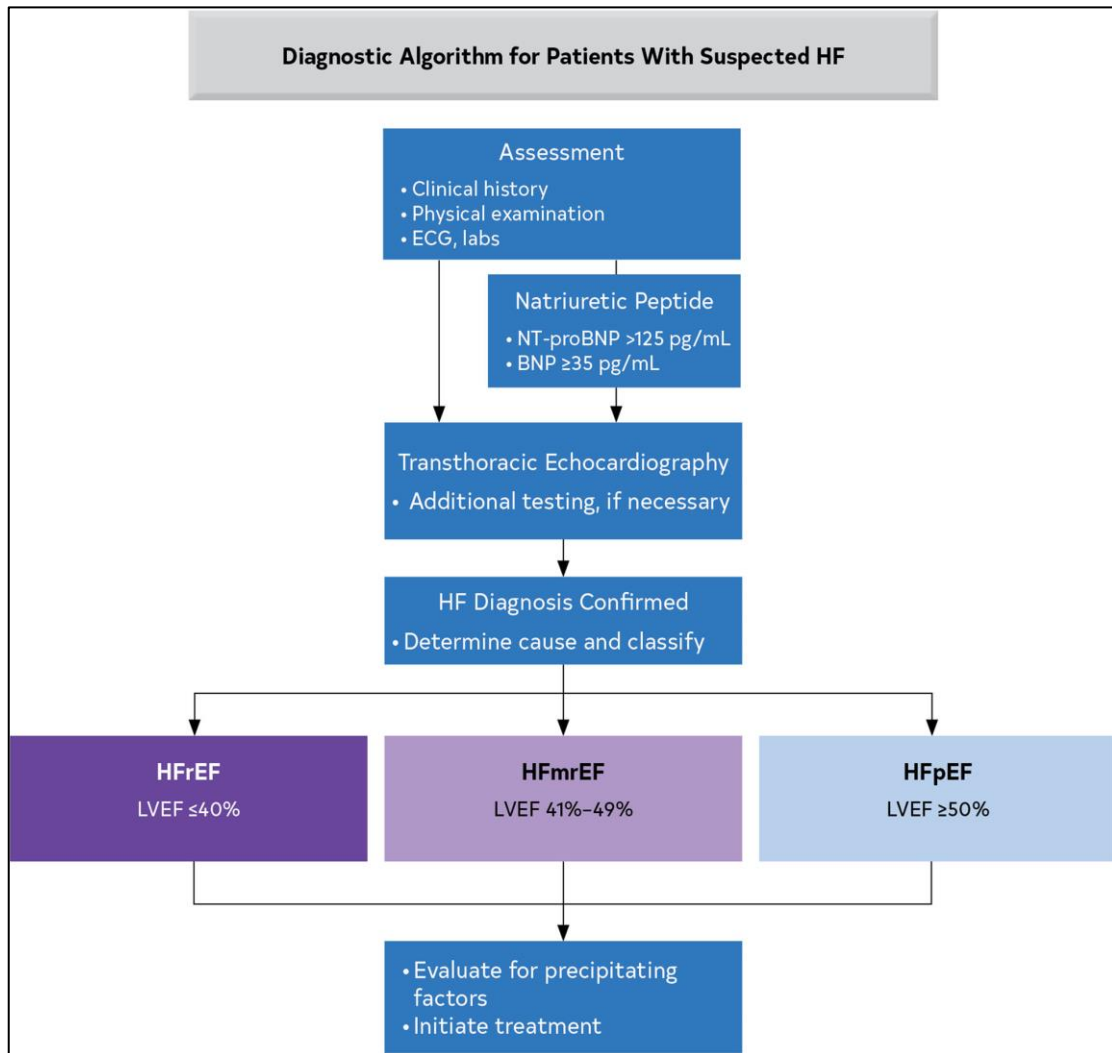 Diagnostic Algorithm for Patients With Suspected HF
Assessment
• Clinical history
• Physical examination
• ECG, labs
Natriuretic Peptide
• NT-proBNP >125 pg/mL
• BNP ≥35 pg/mL
Transthoracic Echocardiography
• Additional testing, if necessary
HF Diagnosis Confirmed
• Determine cause and classify
HFrEF
LVEF ≤40%
HFmrEF
LVEF 41%–49%
HFpEF
LVEF ≥50%
• Evaluate for precipitating
factors
• Initiate treatment